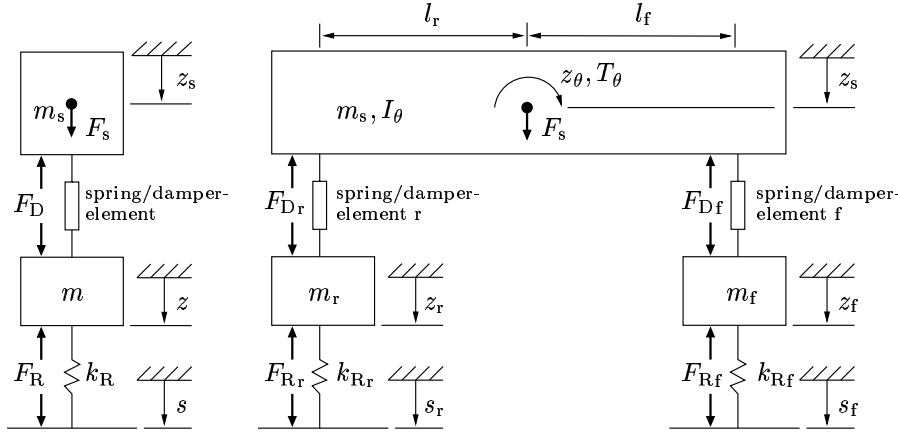 l_r
l_f
z_s
z_θ, T_θ
z_s
m_s
F_s
m_s, I_θ
F_s
F_D
spring/damper-
element
F_Dr
spring/damper-
element r
F_Df
spring/damper-
element f
m
z
m_r
z_r
m_f
z_f
F_R
k_R
s
F_Rr
k_Rr
s_r
F_Rf
k_Rf
s_f